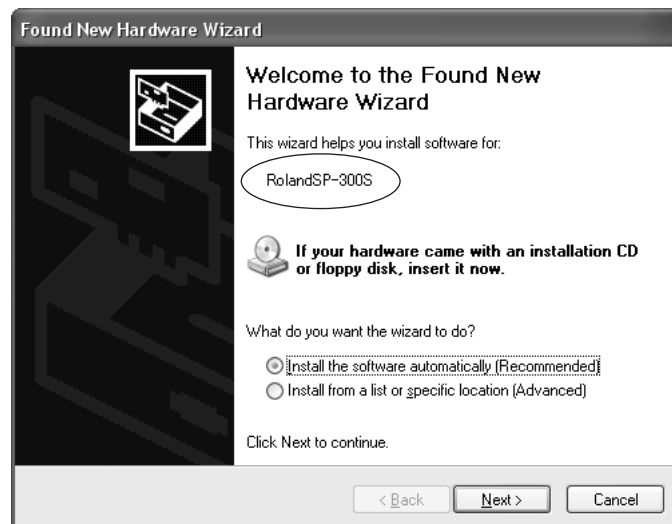 Found New Hardware Wizard
Welcome to the Found New
Hardware Wizard
This wizard helps you install software for:
RolandSP-300S
If your hardware came with an installation CD
or floppy disk, insert it now.
What do you want the wizard to do?
Install the software automatically (Recommended)
Install from a list or specific location (Advanced)
Click Next to continue.
< Back Next > Cancel